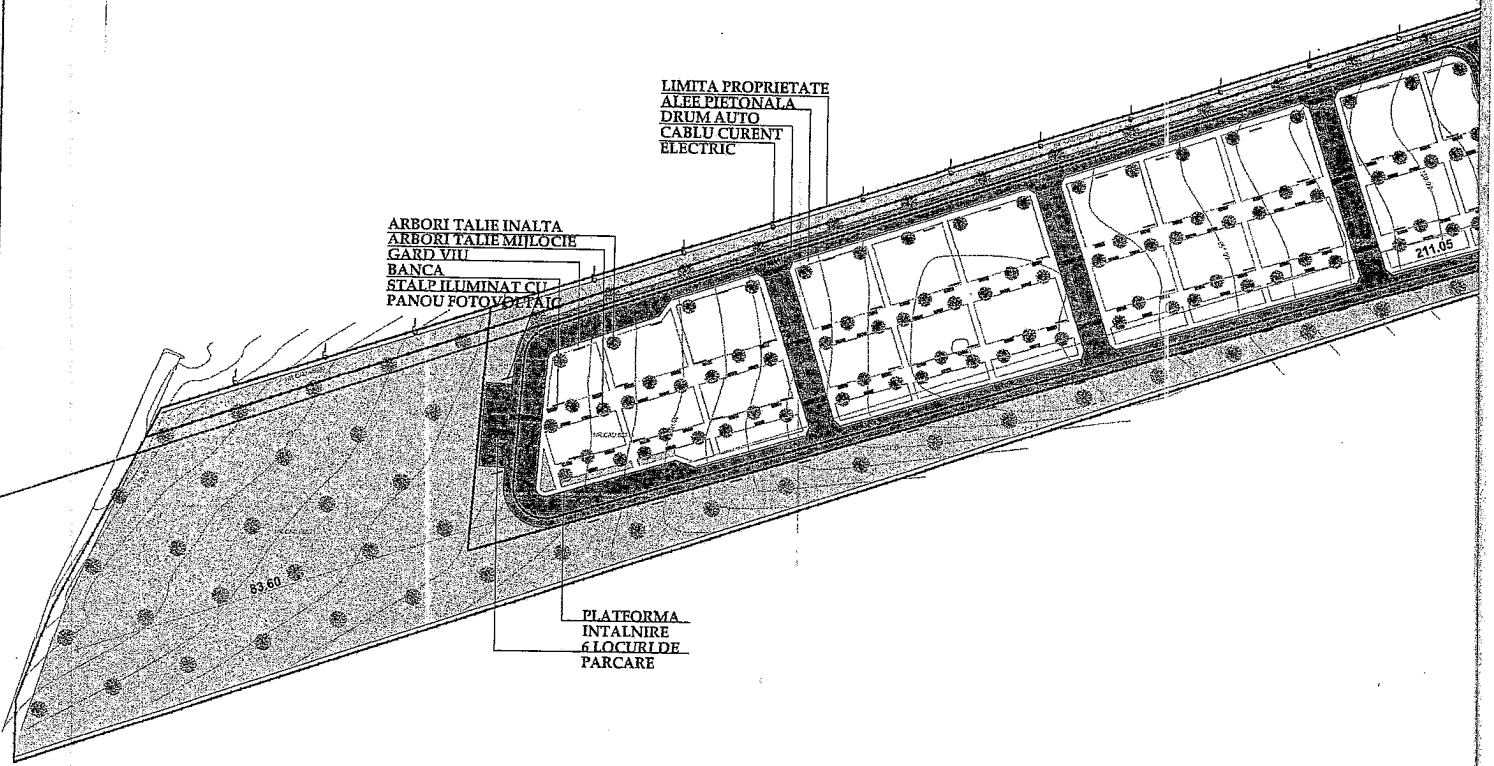 LIMITA PROPRIETATE
ALEE PIETONALA
DRUM AUTO
CABLU CURENT
ELECTRIC
ARBORI TALIE INALTA
ARBORI TALIE MIJLOCIE
GARD VIU
BANCA
STALP ILUMINAT CU
PANOU FOTOVOLTAIC
211.05
83.60
PLATFORMA
INTALNIRE
6 LOCURI DE
PARCARE